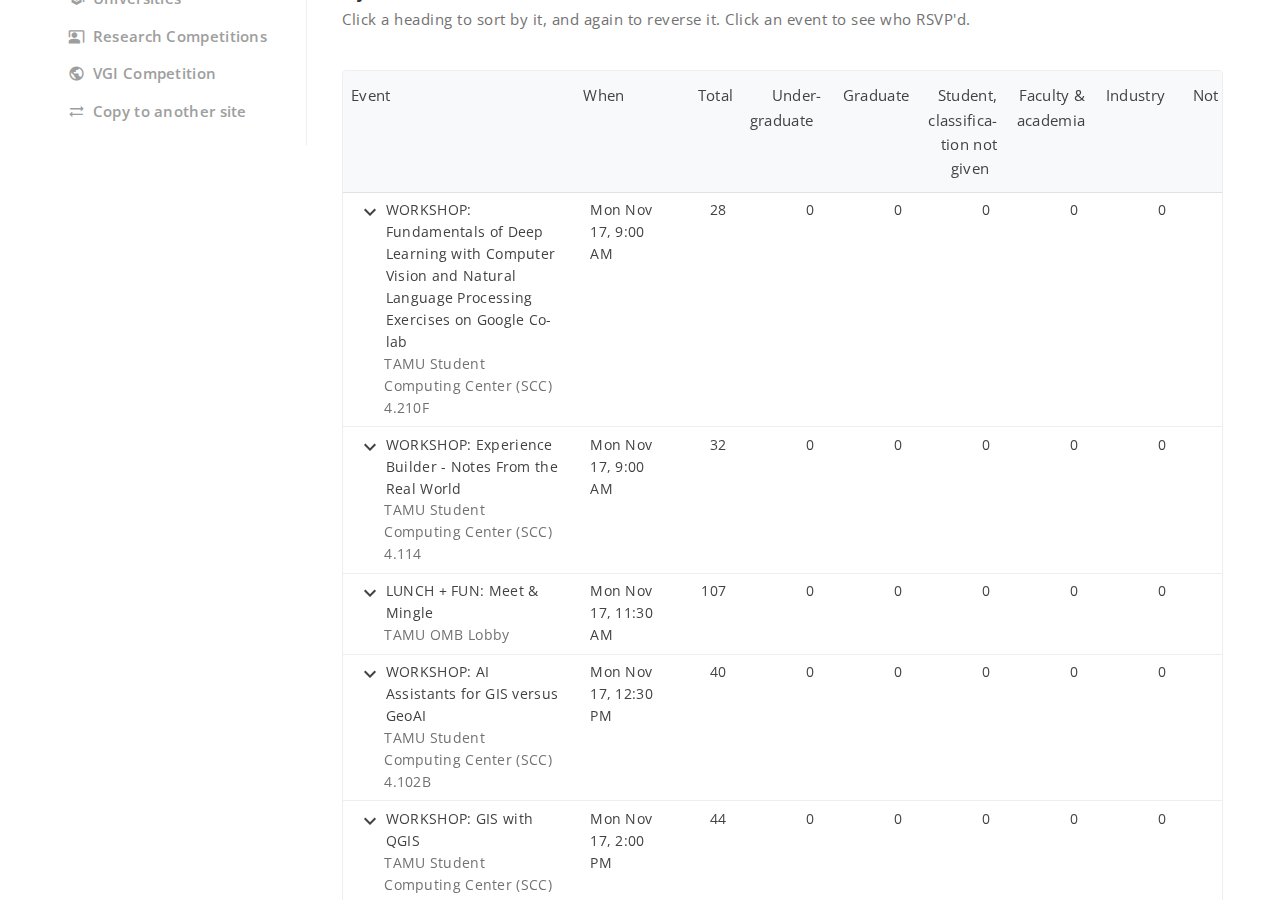 Research Competitions
VGI Competition
Copy to another site
Click a heading to sort by it, and again to reverse it. Click an event to see who RSVP'd.
Event When Total Under-graduate Graduate Student, classifica-tion not given Faculty & academia Industry Not
WORKSHOP: Mon Nov 28 0 0 0 0 0
Fundamentals of Deep 17, 9:00
Learning with Computer AM
Vision and Natural
Language Processing
Exercises on Google Co-
lab
TAMU Student
Computing Center (SCC)
4.210F
WORKSHOP: Experience Mon Nov 32 0 0 0 0 0
Builder - Notes From the 17, 9:00
Real World AM
TAMU Student
Computing Center (SCC)
4.114
LUNCH + FUN: Meet & Mon Nov 107 0 0 0 0 0
Mingle 17, 11:30
TAMU OMB Lobby AM
WORKSHOP: AI Mon Nov 40 0 0 0 0 0
Assistants for GIS versus 17, 12:30
GeoAI PM
TAMU Student
Computing Center (SCC)
4.102B
WORKSHOP: GIS with Mon Nov 44 0 0 0 0 0
QGIS 17, 2:00
TAMU Student PM
Computing Center (SCC)